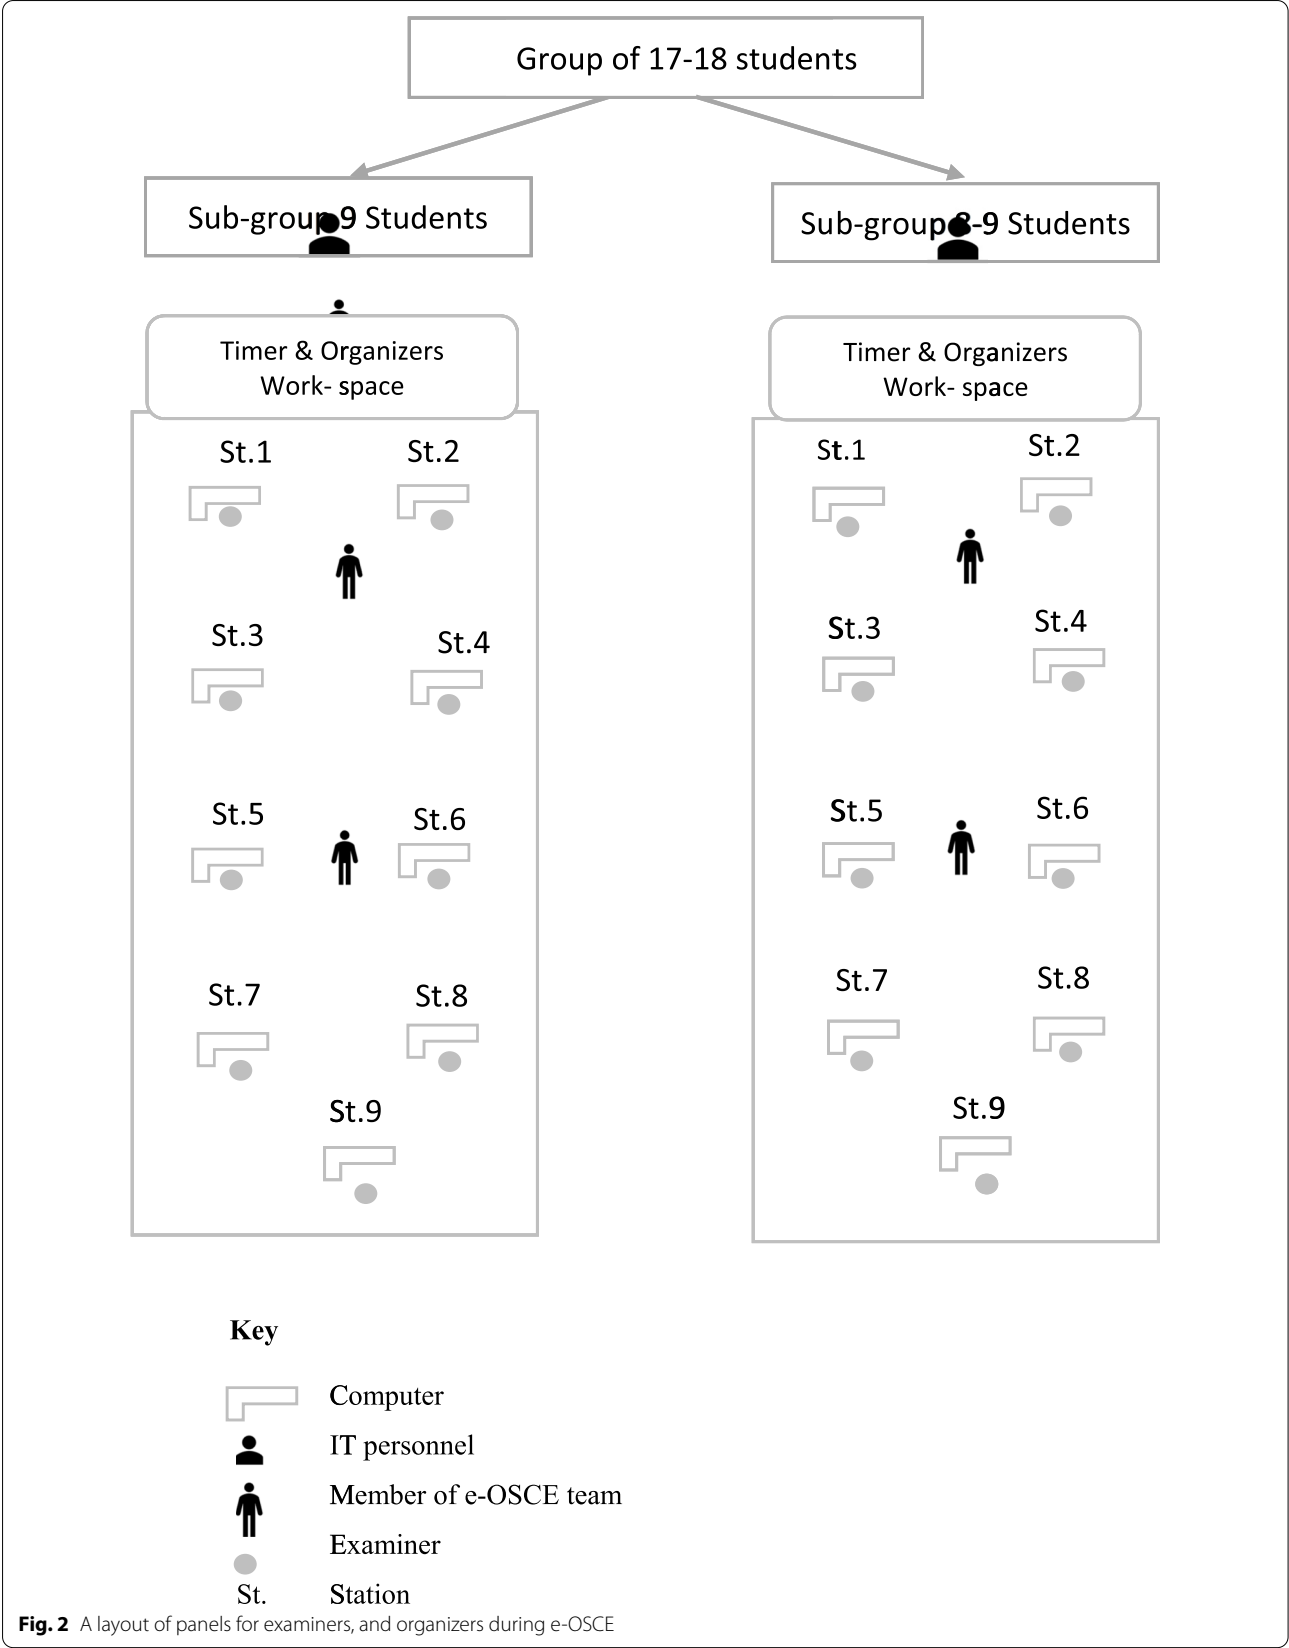 Group of 17-18 students
Sub-group 9 Students
Sub-group 8-9 Students
Timer & Organizers
Work- space
Timer & Organizers
Work- space
St.1
St.2
St.3
St.4
St.5
St.6
St.7
St.8
St.9
St.1
St.2
St.3
St.4
St.5
St.6
St.7
St.8
St.9
Key
Computer
IT personnel
Member of e-OSCE team
Examiner
St. Station
Fig. 2 A layout of panels for examiners, and organizers during e-OSCE